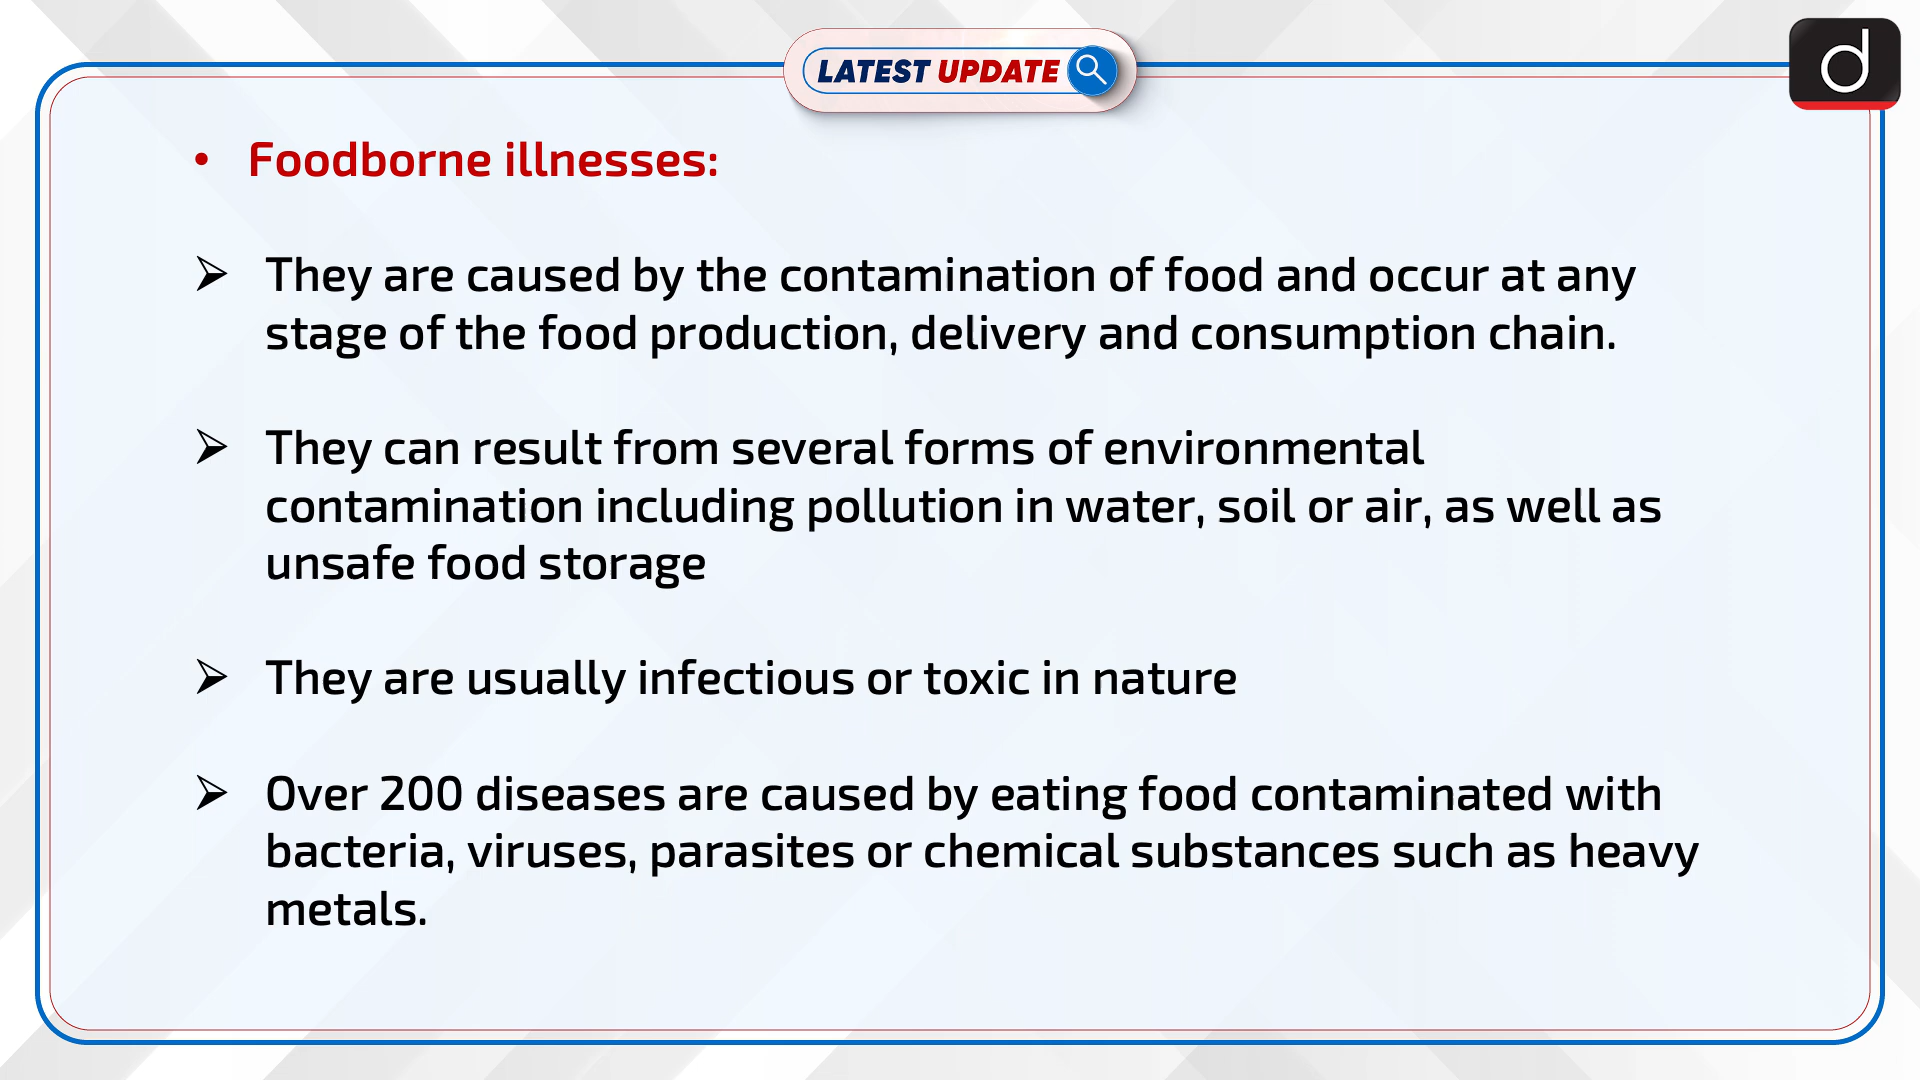 LATEST UPDATE
d
• Foodborne illnesses:
➢ They are caused by the contamination of food and occur at any
stage of the food production, delivery and consumption chain.
➢ They can result from several forms of environmental
contamination including pollution in water, soil or air, as well as
unsafe food storage
➢ They are usually infectious or toxic in nature
➢ Over 200 diseases are caused by eating food contaminated with
bacteria, viruses, parasites or chemical substances such as heavy
metals.